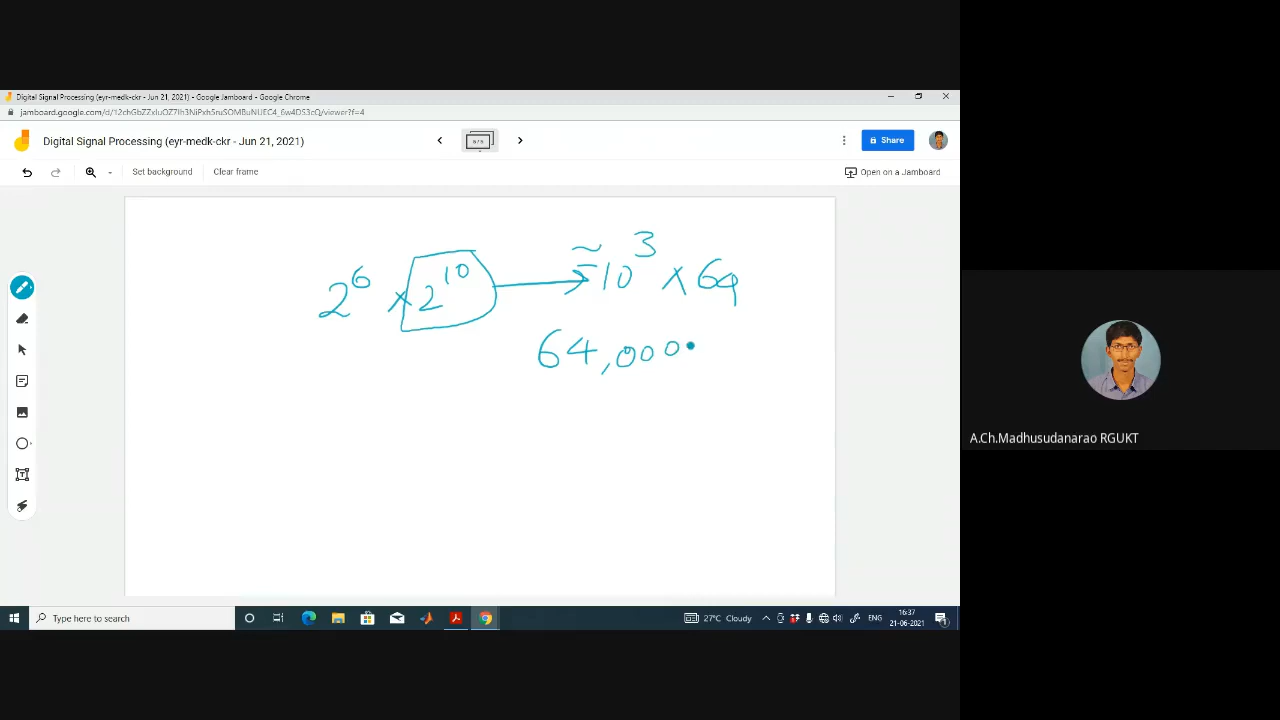 Digital Signal Processing (eyr-medk-ckr - Jun 21, 2021) - Google Jamboard - Google Chrome
Digital Signal Processing (eyr-medk-ckr - Jun 21, 2021)
Share
Set background
Clear frame
Open on a Jamboard
2^6 × 2^10 → ≈ 10^3 × 64
64,000
A.Ch.Madhusudanarao RGUKT
Type here to search
27°C Cloudy
ENG
16:37
21-06-2021